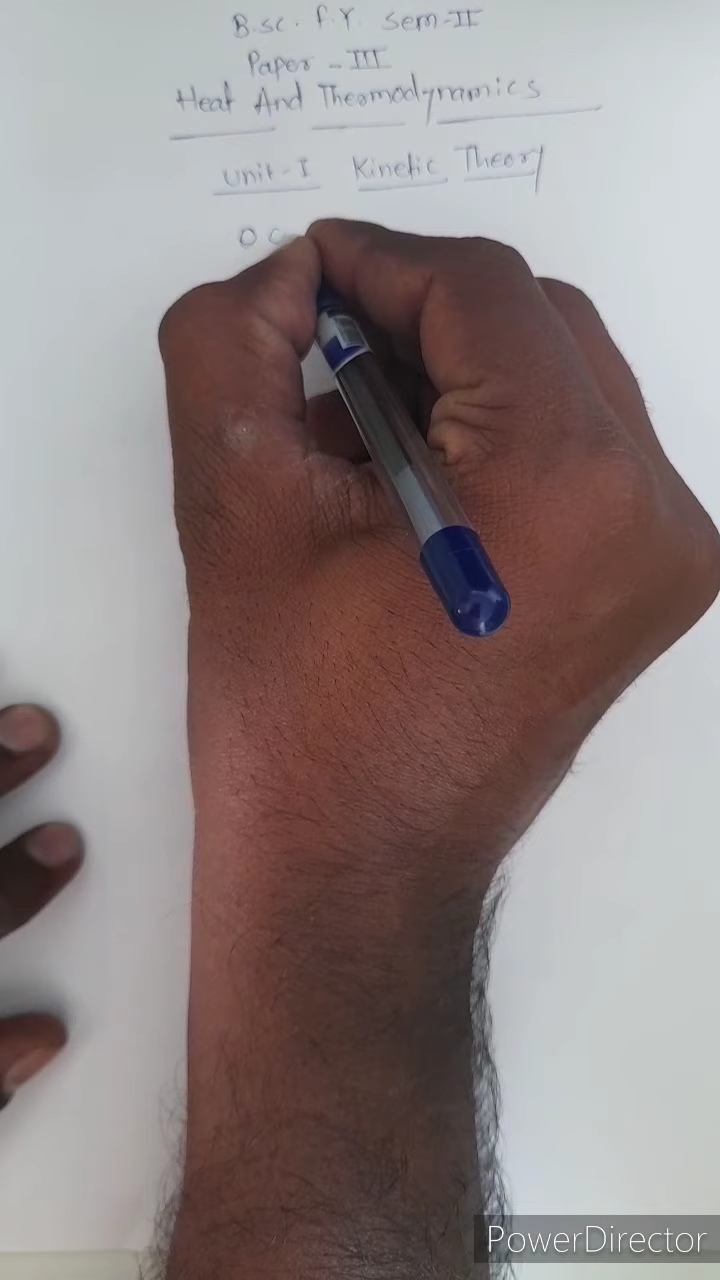 B.sc. F.Y. Sem-II
Paper - III
Heat And Thermodynamics
Unit-I Kinetic Theory
PowerDirector